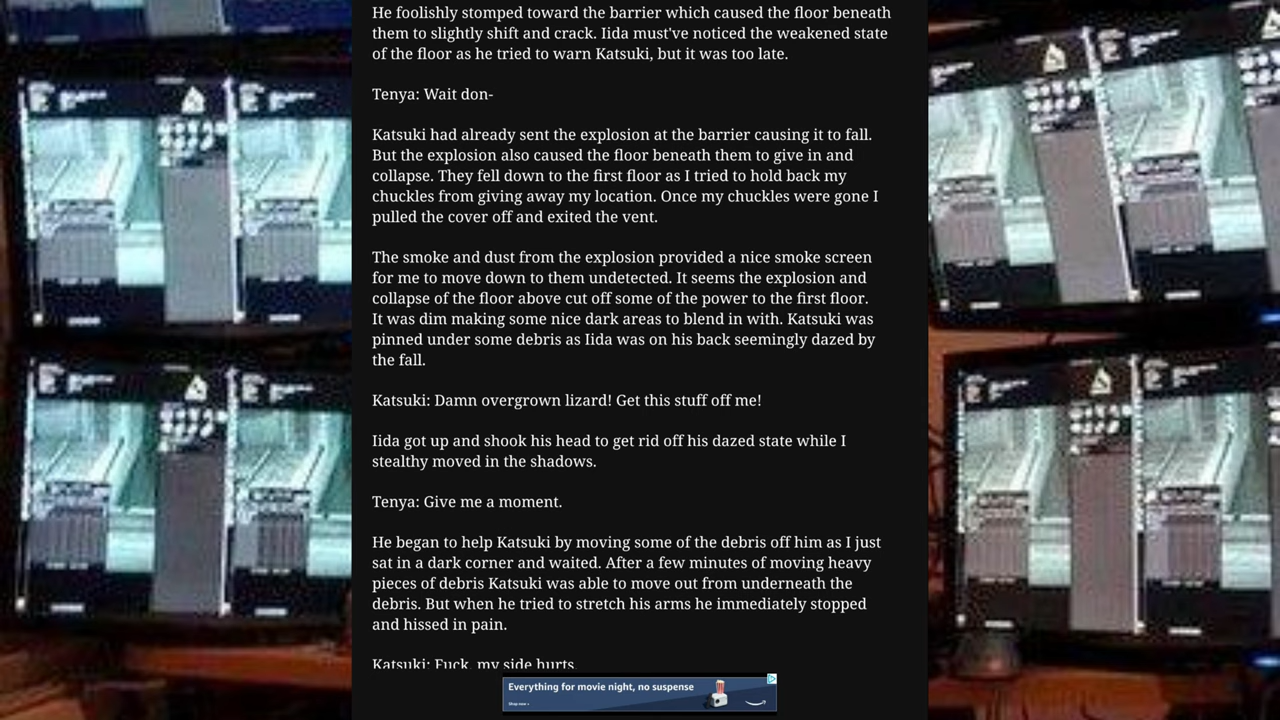 He foolishly stomped toward the barrier which caused the floor beneath
them to slightly shift and crack. Iida must've noticed the weakened state
of the floor as he tried to warn Katsuki, but it was too late.
Tenya: Wait don-
Katsuki had already sent the explosion at the barrier causing it to fall.
But the explosion also caused the floor beneath them to give in and
collapse. They fell down to the first floor as I tried to hold back my
chuckles from giving away my location. Once my chuckles were gone I
pulled the cover off and exited the vent.
The smoke and dust from the explosion provided a nice smoke screen
for me to move down to them undetected. It seems the explosion and
collapse of the floor above cut off some of the power to the first floor.
It was dim making some nice dark areas to blend in with. Katsuki was
pinned under some debris as Iida was on his back seemingly dazed by
the fall.
Katsuki: Damn overgrown lizard! Get this stuff off me!
Iida got up and shook his head to get rid off his dazed state while I
stealthy moved in the shadows.
Tenya: Give me a moment.
He began to help Katsuki by moving some of the debris off him as I just
sat in a dark corner and waited. After a few minutes of moving heavy
pieces of debris Katsuki was able to move out from underneath the
debris. But when he tried to stretch his arms he immediately stopped
and hissed in pain.
Katsuki: Fuck, my side hurts.
Everything for movie night, no suspense
Shop now